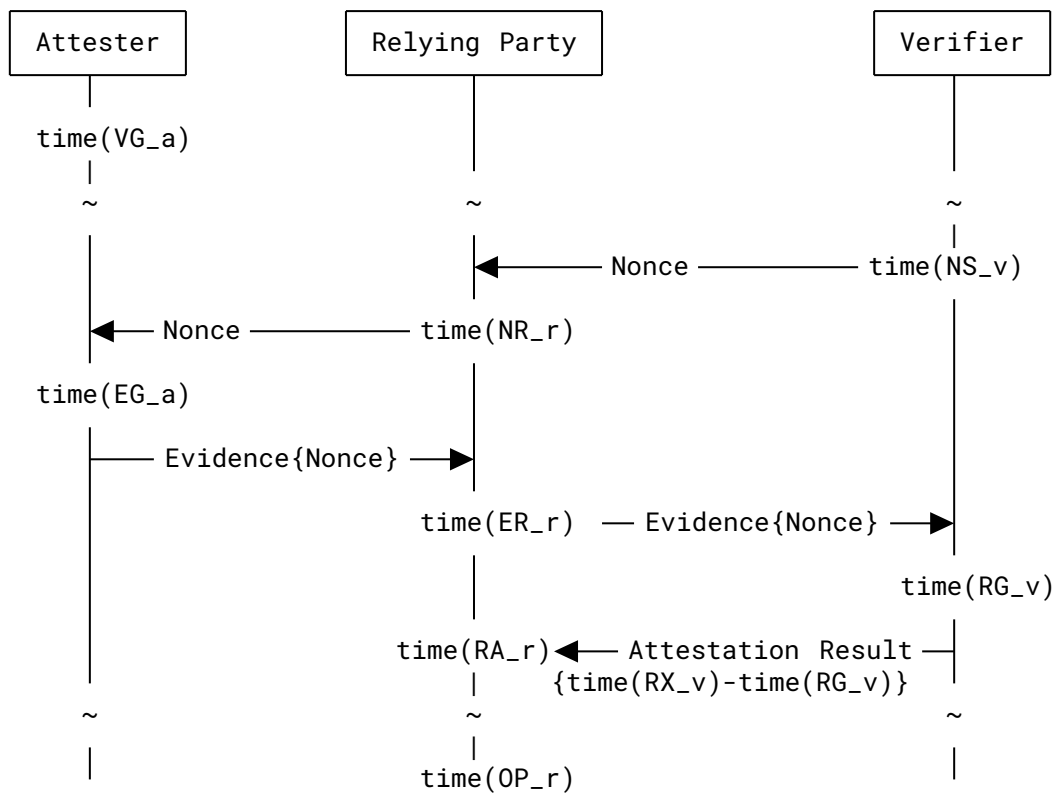 Attester Relying Party Verifier
time(VG_a)
~ ~ ~
Nonce time(NS_v)
Nonce time(NR_r)
time(EG_a)
Evidence{Nonce}
time(ER_r) Evidence{Nonce}
time(RG_v)
time(RA_r) Attestation Result
{time(RX_v)-time(RG_v)}
~ ~ ~
time(OP_r)